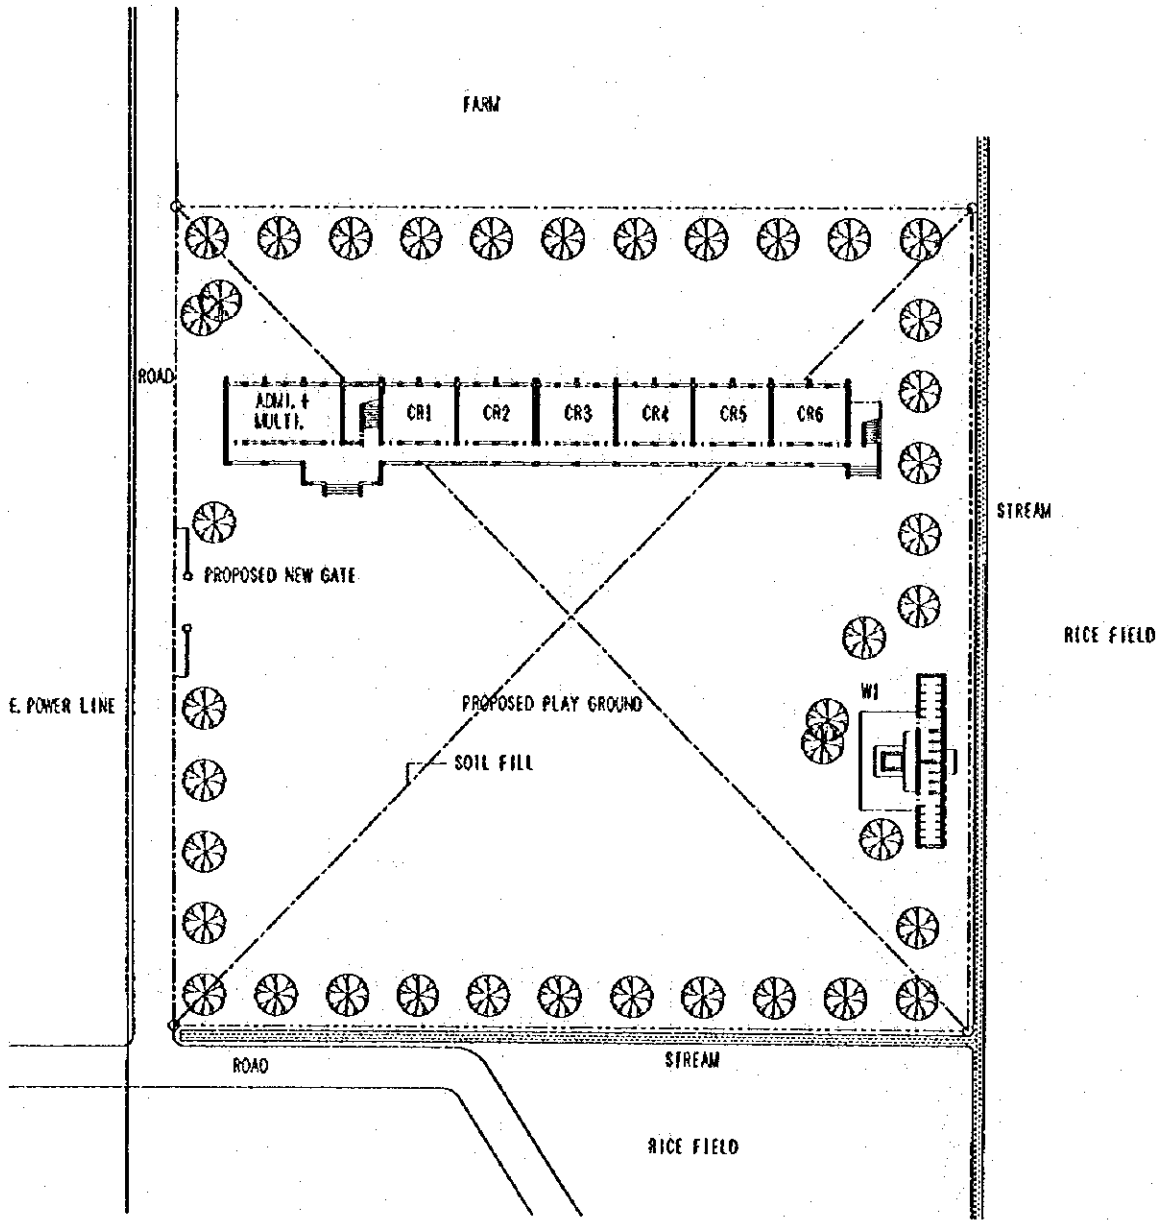 FARM
ROAD
ADMI. +
MULTI.
CR1
CR2
CR3
CR4
CR5
CR6
STREAM
PROPOSED NEW GATE
RICE FIELD
W1
E. POWER LINE
PROPOSED PLAY GROUND
SOIL FILL
ROAD
STREAM
RICE FIELD